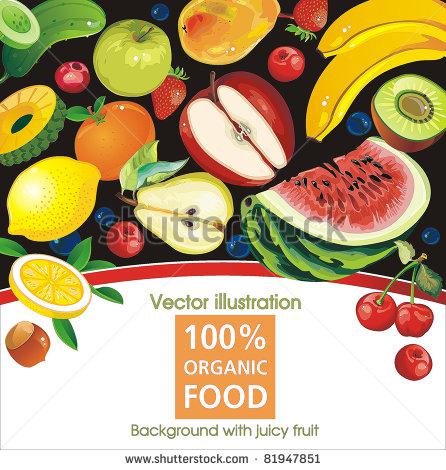 Vector illustration
100%
ORGANIC
FOOD
Background with juicy fruit
www.shutterstock.com · 81947851